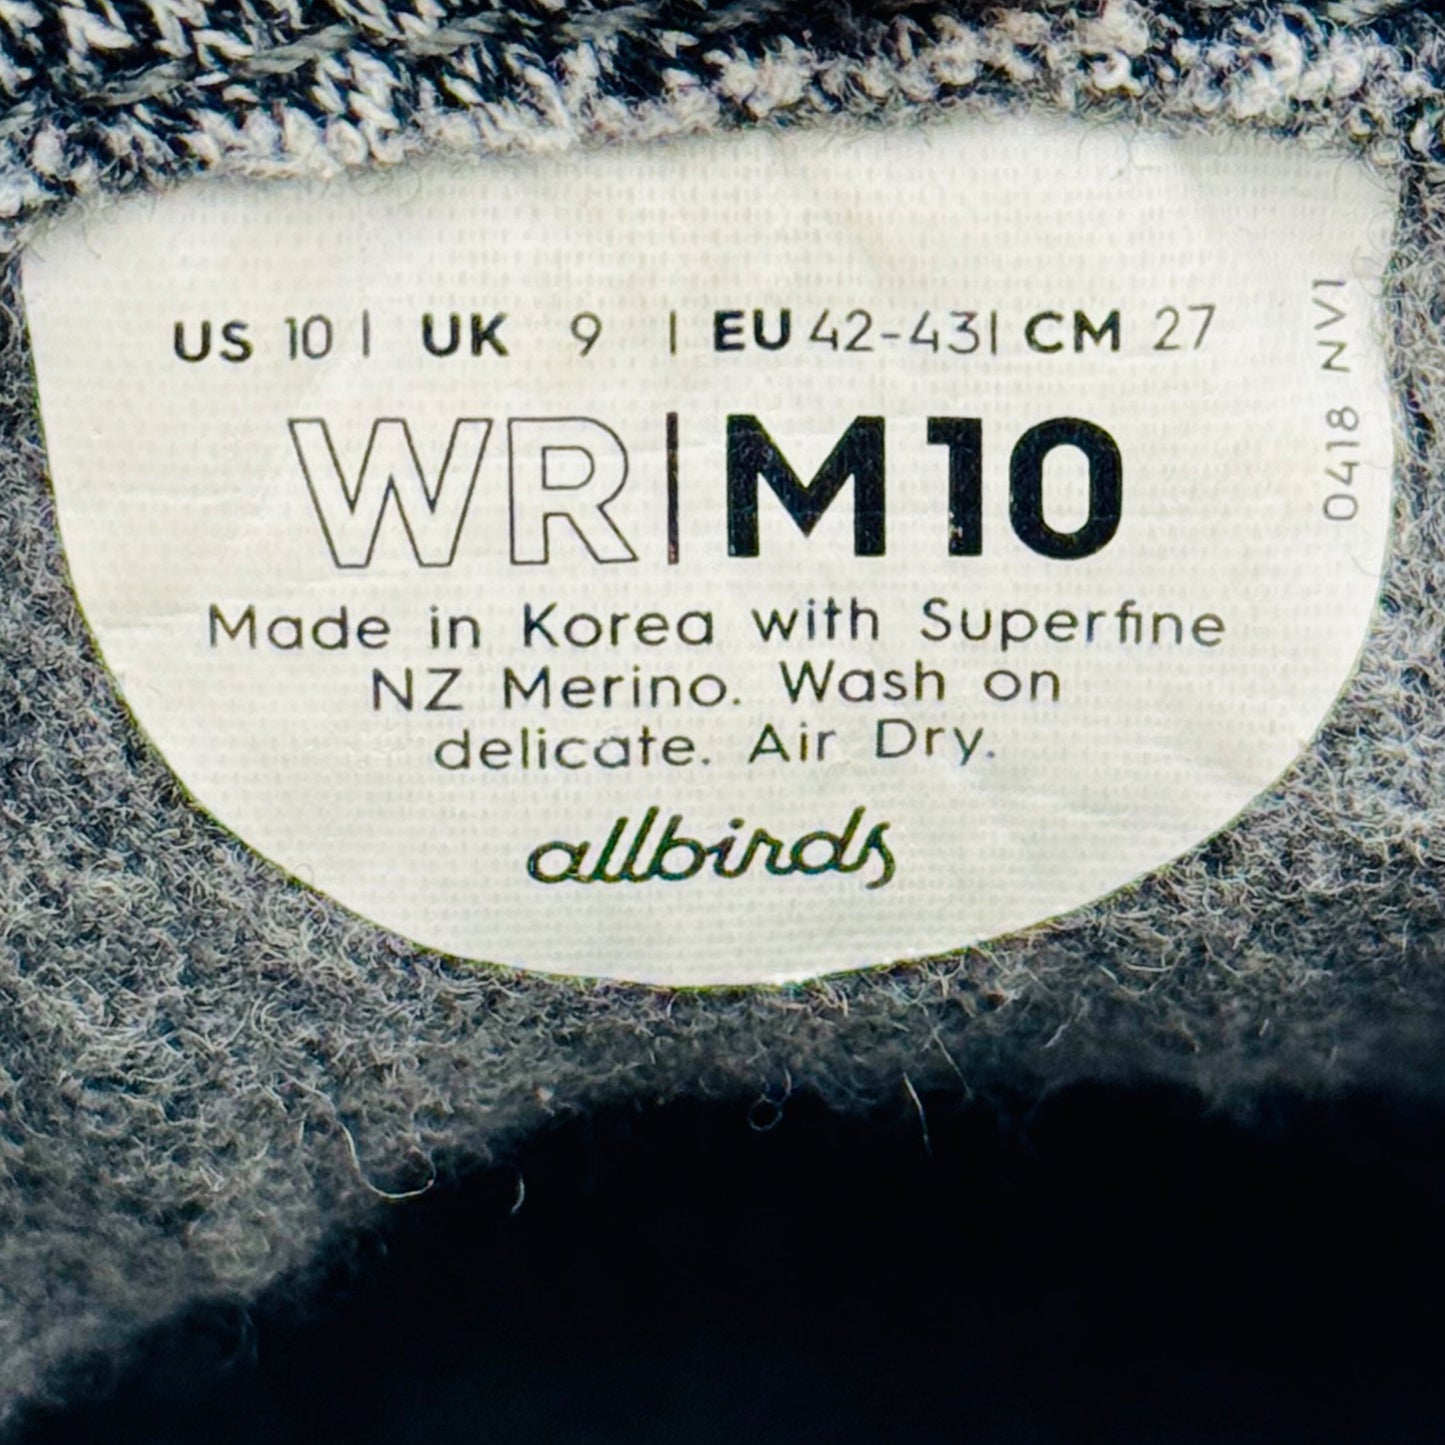 US 10 | UK 9 | EU 42-43 | CM 27
WR | M10
Made in Korea with Superfine
NZ Merino. Wash on
delicate. Air Dry.
allbirds
0418 NV1